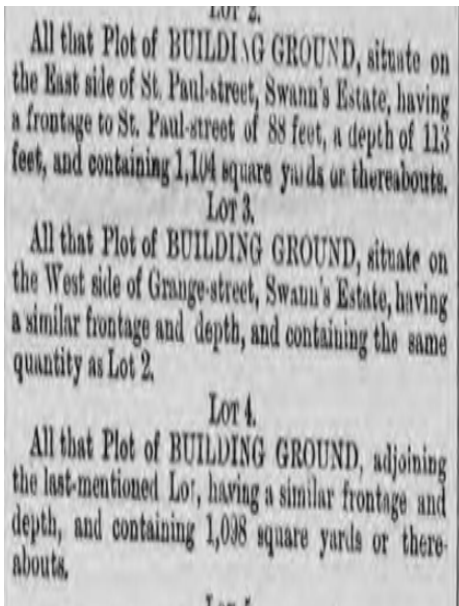 LOT 2.
All that Plot of BUILDING GROUND, situate on
the East side of St. Paul-street, Swann's Estate, having
a frontage to St. Paul-street of 88 feet, a depth of 113
feet, and containing 1,104 square yards or thereabouts.
LOT 3.
All that Plot of BUILDING GROUND, situate on
the West side of Grange-street, Swann's Estate, having
a similar frontage and depth, and containing the same
quantity as Lot 2.
LOT 4.
All that Plot of BUILDING GROUND, adjoining
the last-mentioned Lot, having a similar frontage and
depth, and containing 1,098 square yards or there-
abouts.